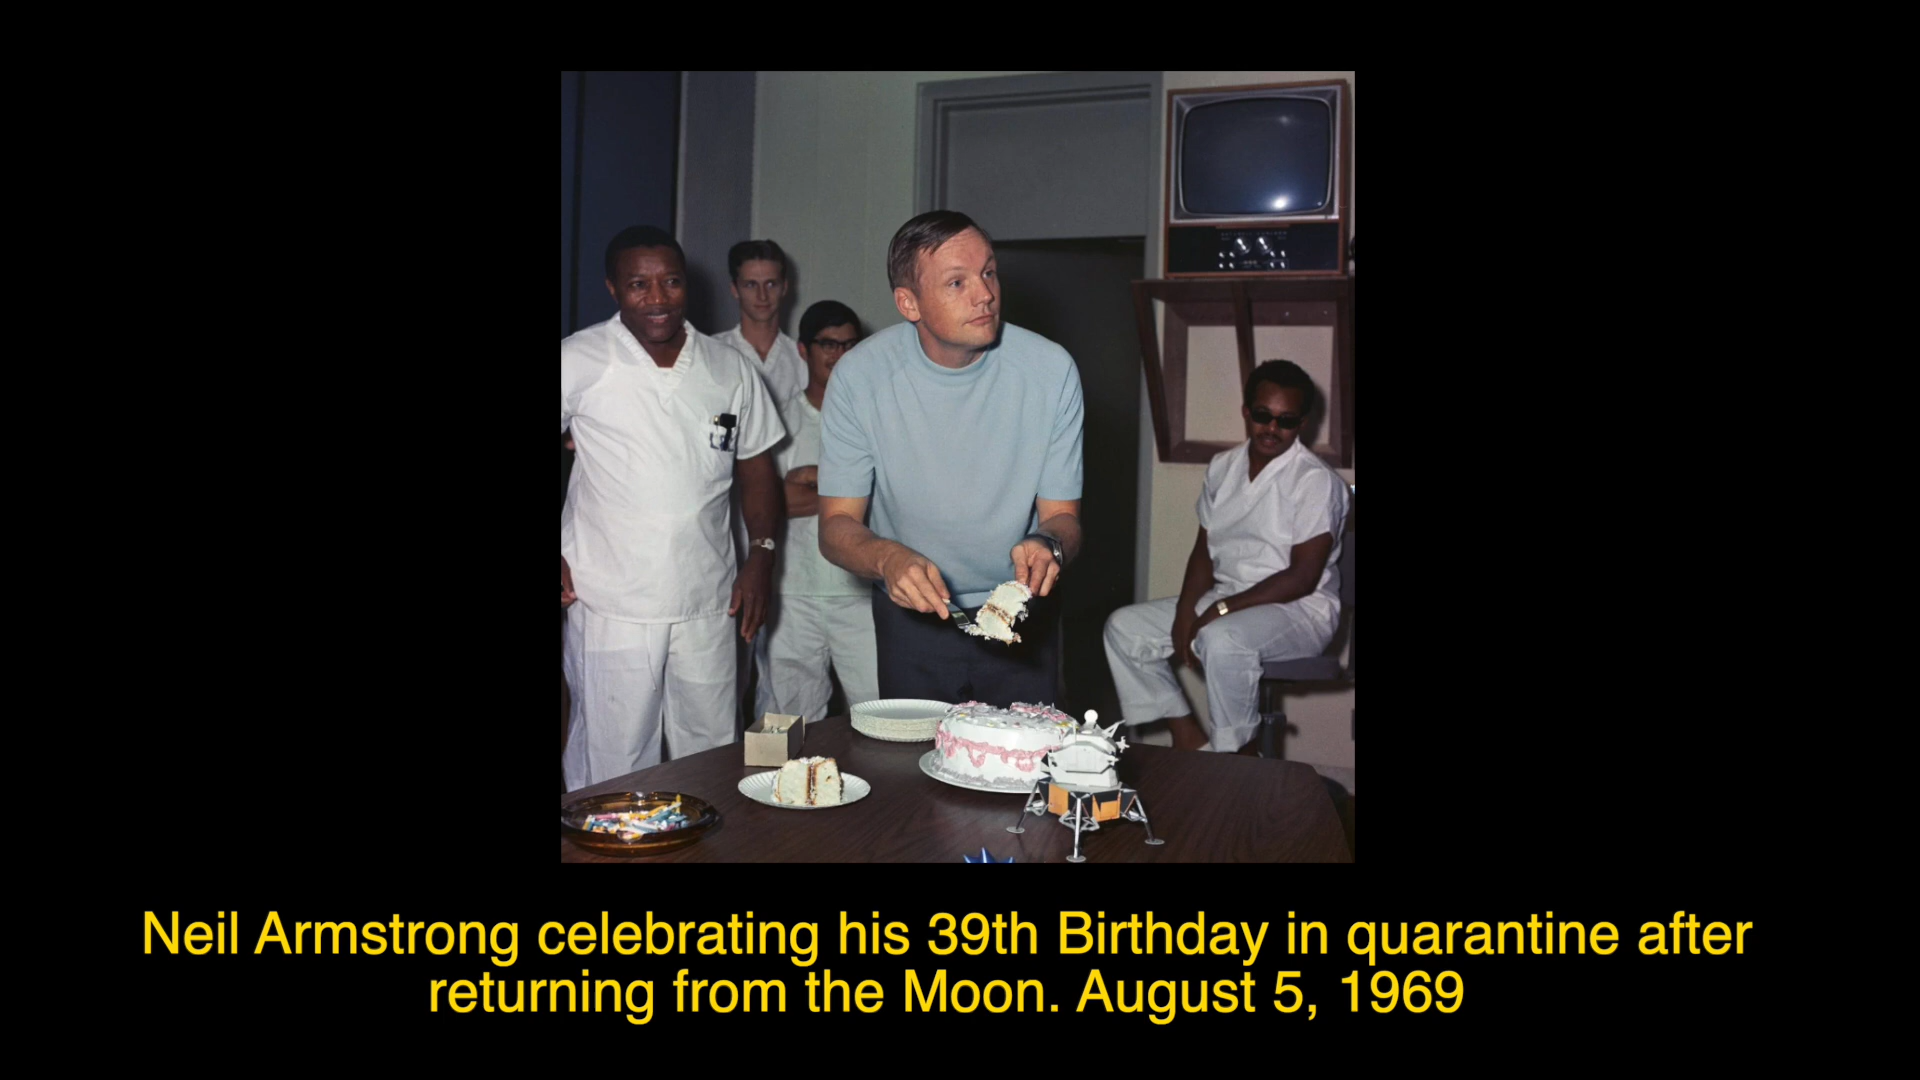 Neil Armstrong celebrating his 39th Birthday in quarantine after
returning from the Moon. August 5, 1969